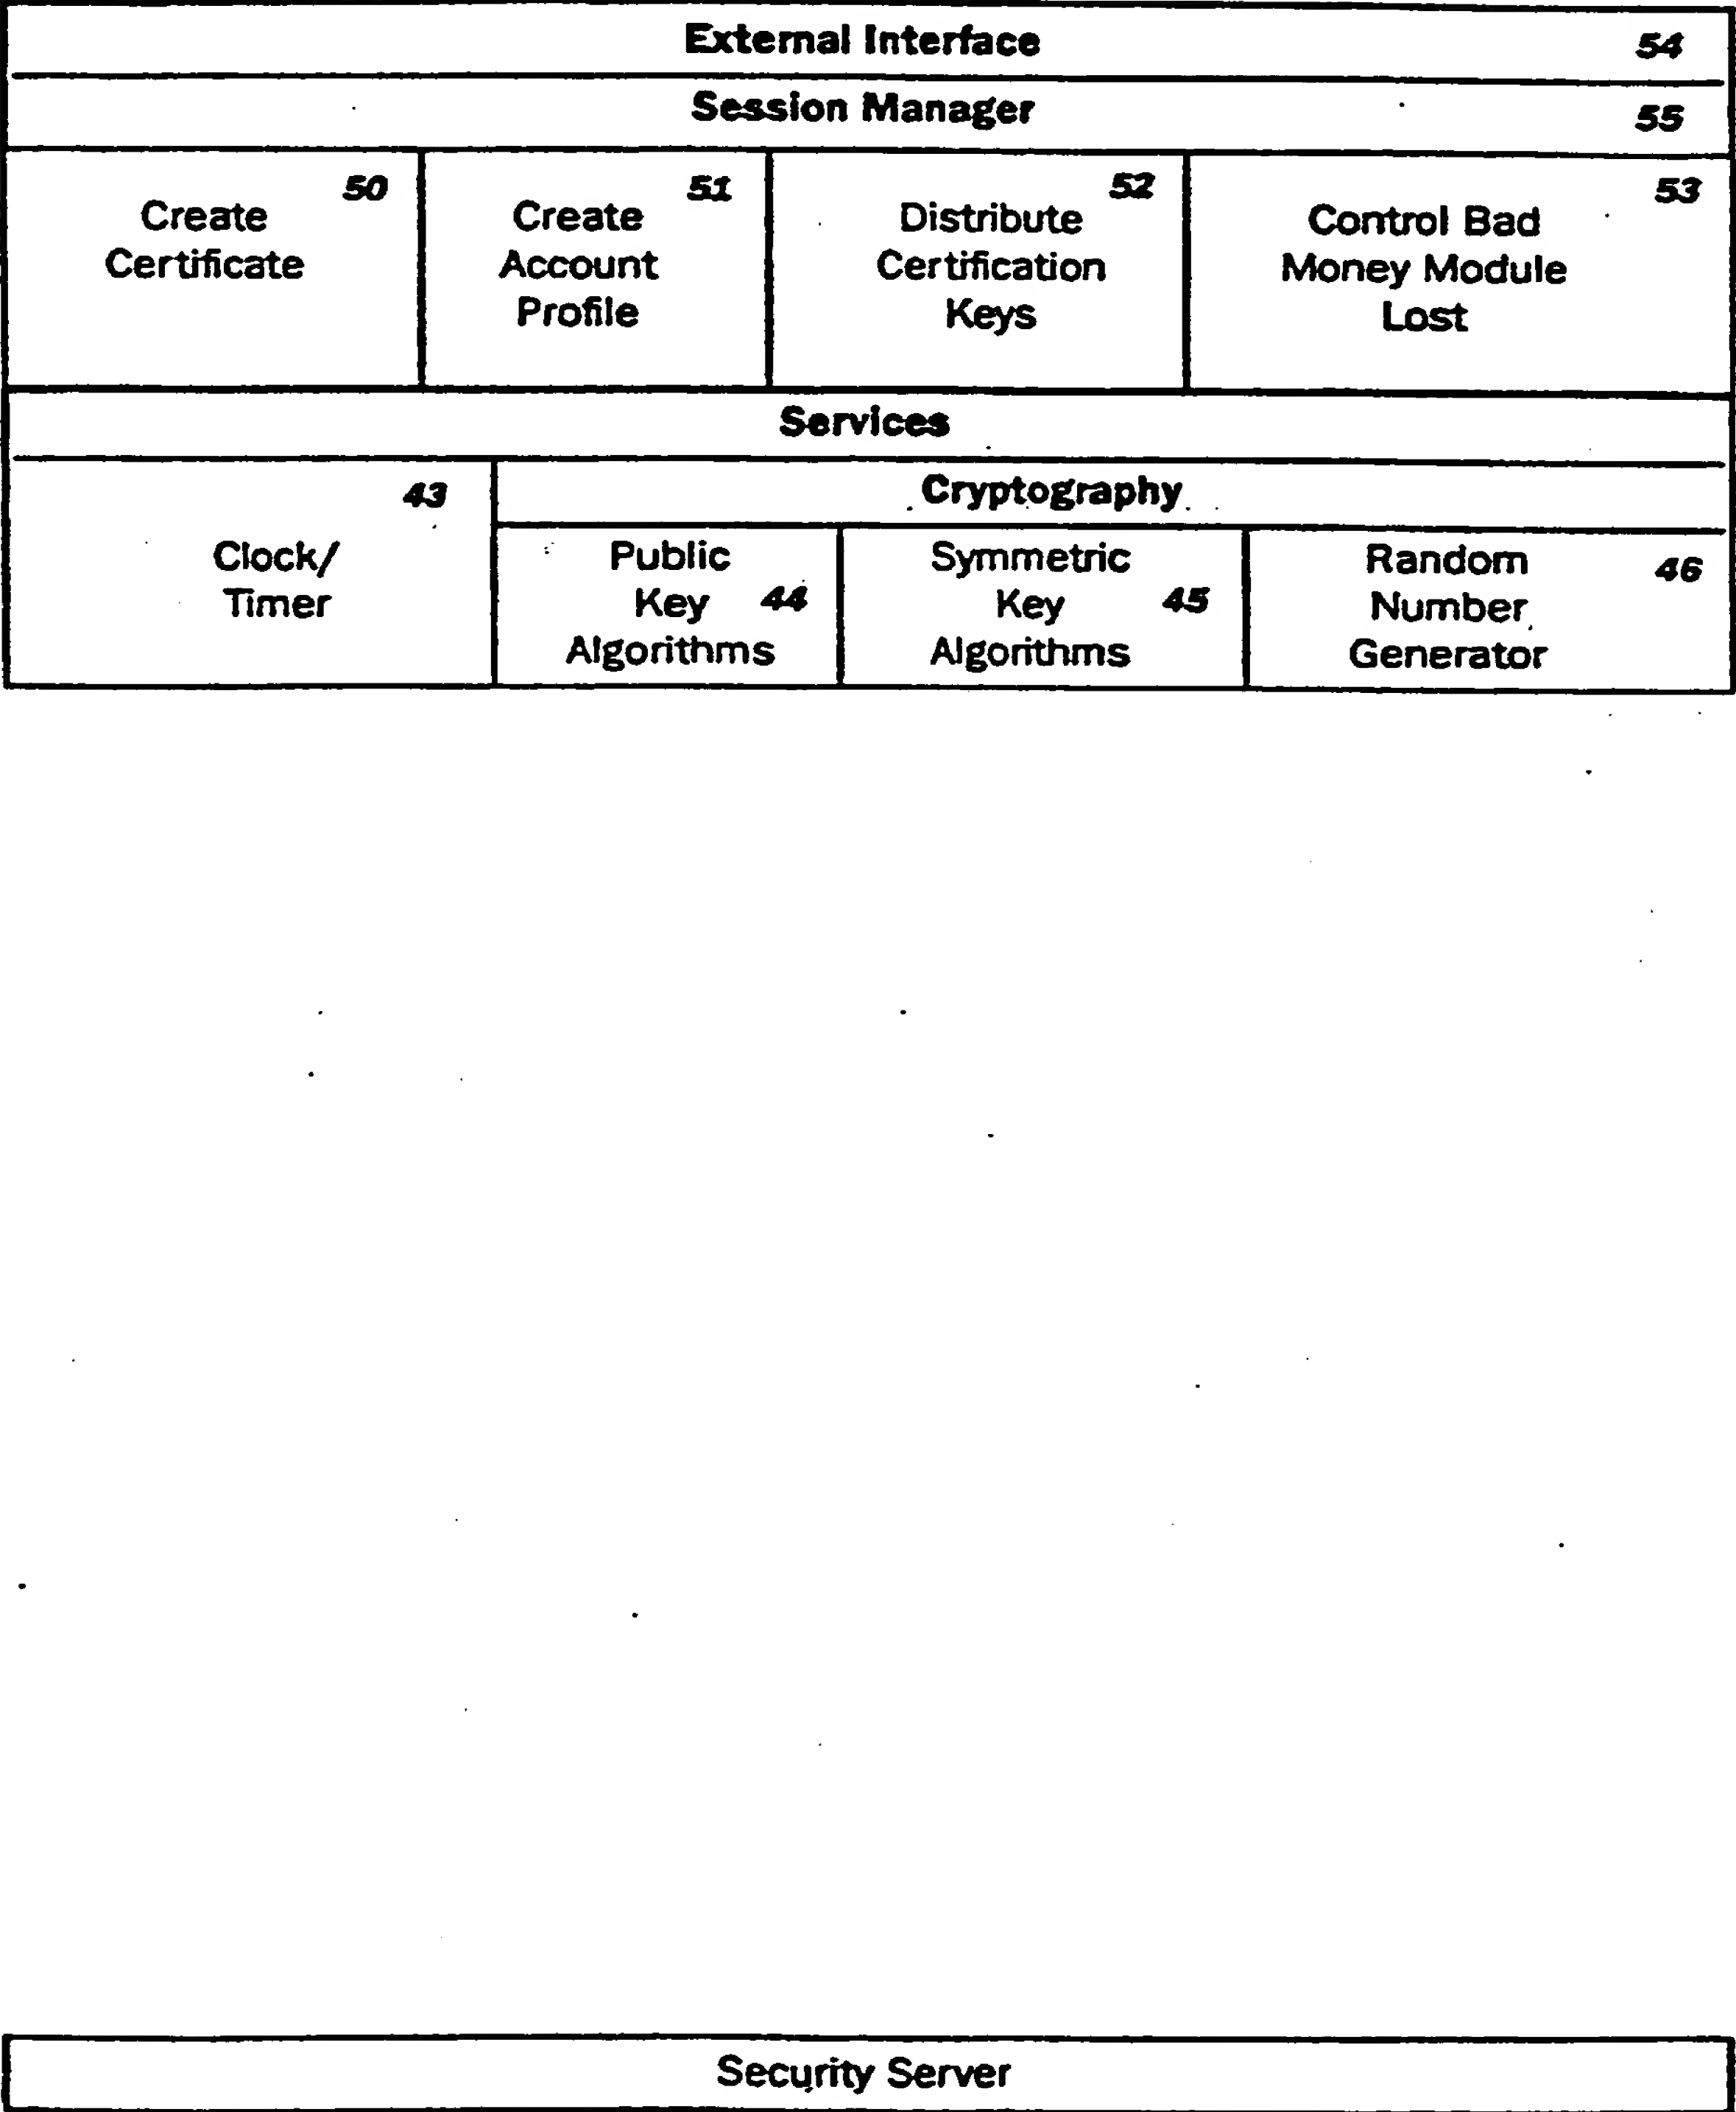 External Interface 54
Session Manager 55
50
Create
Certificate
51
Create
Account
Profile
52
Distribute
Certification
Keys
53
Control Bad
Money Module
Lost
Services
43
Clock/
Timer
Cryptography
Public
Key 44
Algorithms
Symmetric
Key 45
Algorithms
Random 46
Number
Generator
Security Server